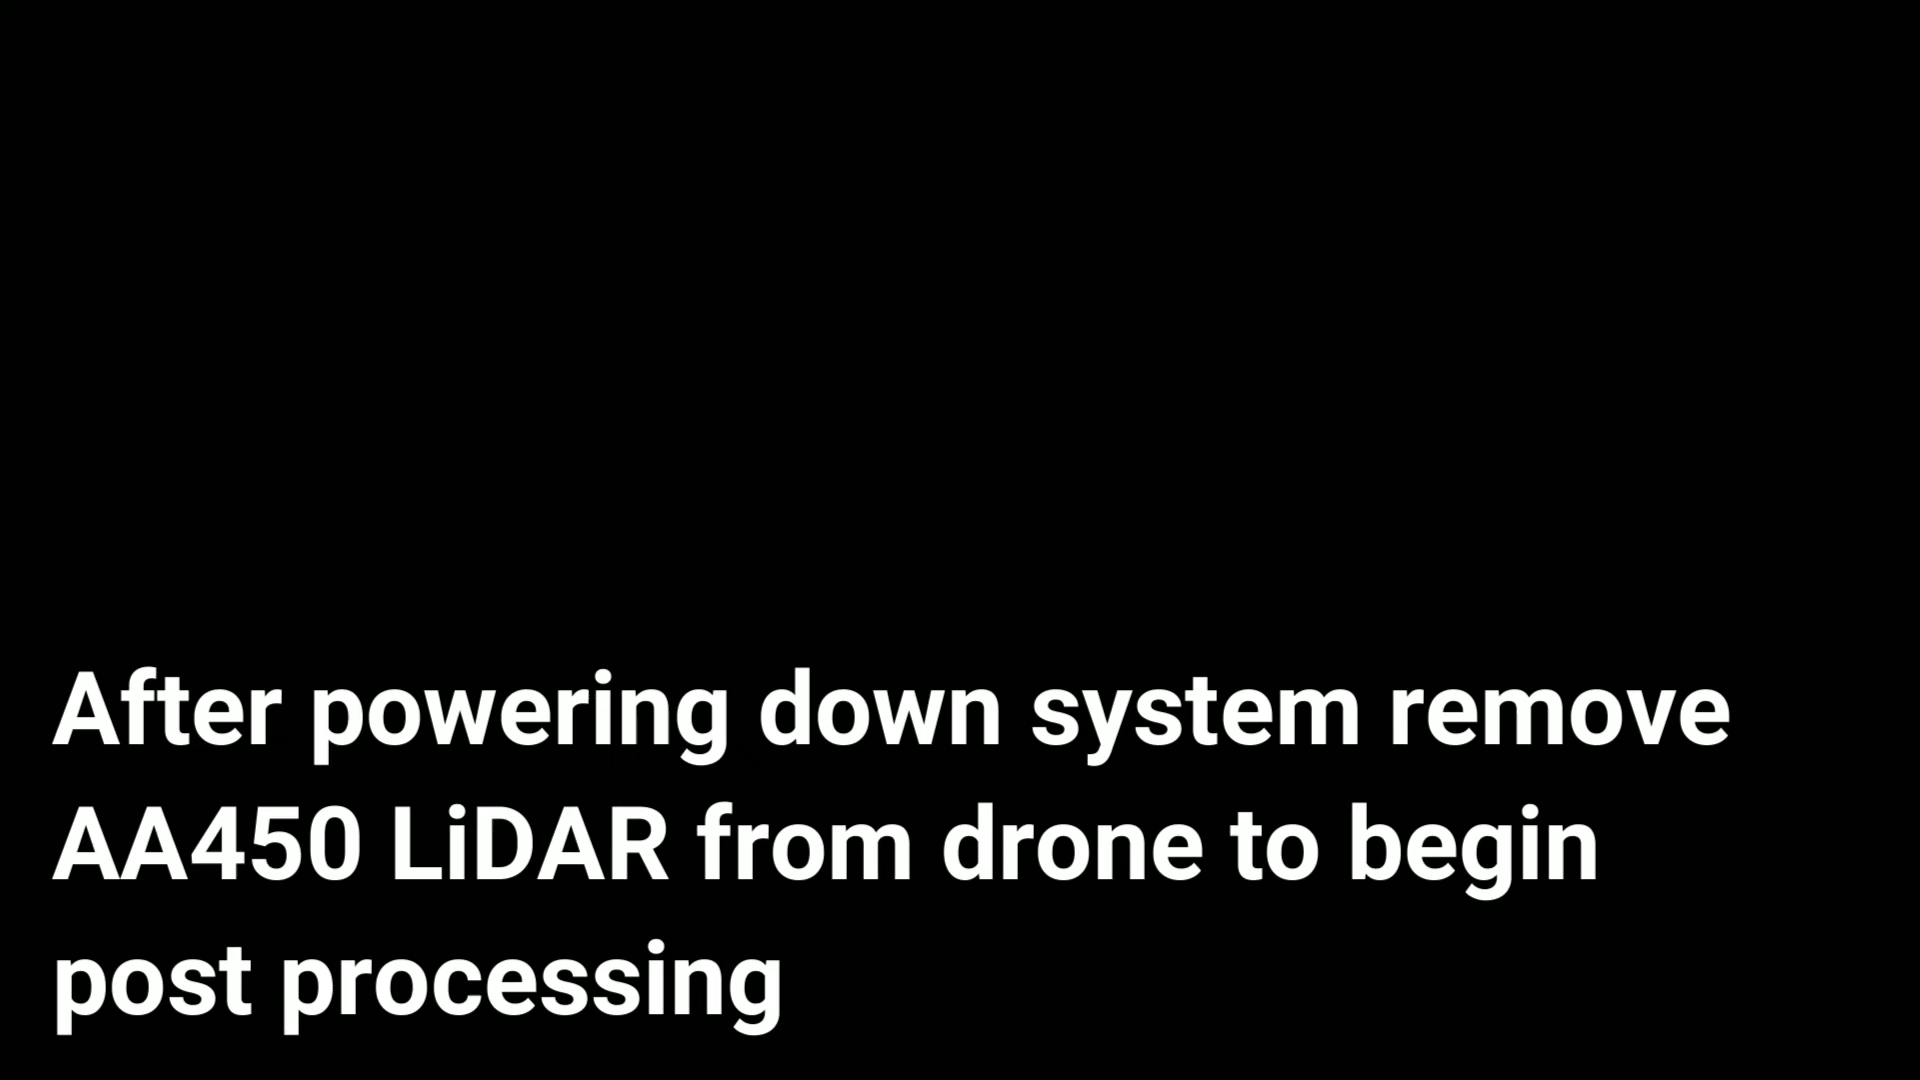 After powering down system remove
AA450 LiDAR from drone to begin
post processing